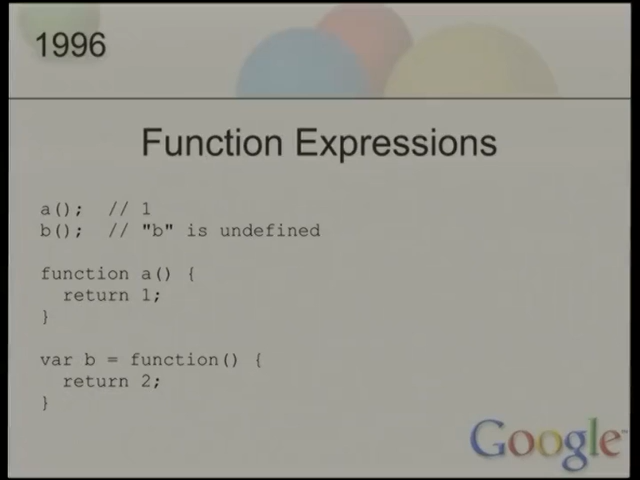 1996
Function Expressions
a();  // 1
b();  // "b" is undefined
function a() {
  return 1;
}
var b = function() {
  return 2;
}
Google